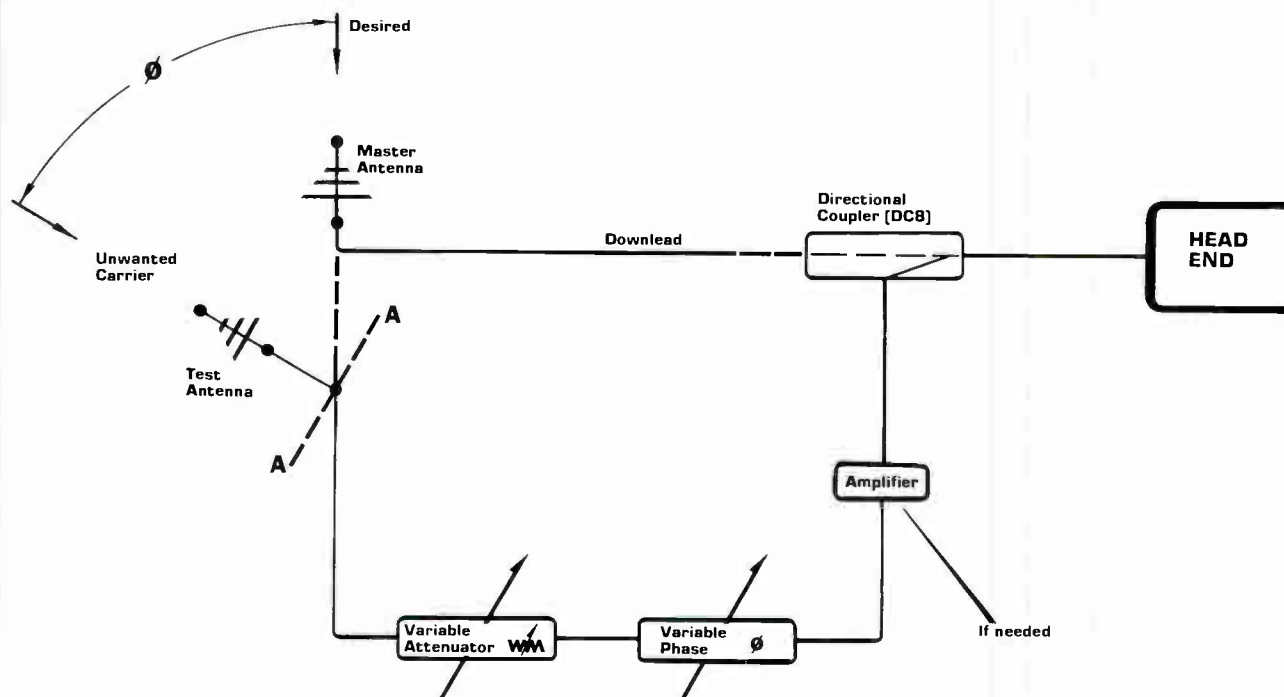 Desired
Ø
Master
Antenna
Directional
Coupler [DC8]
Downlead
HEAD
END
Unwanted
Carrier
A
Test
Antenna
A
Amplifier
If needed
Variable
Attenuator
Variable
Phase Ø